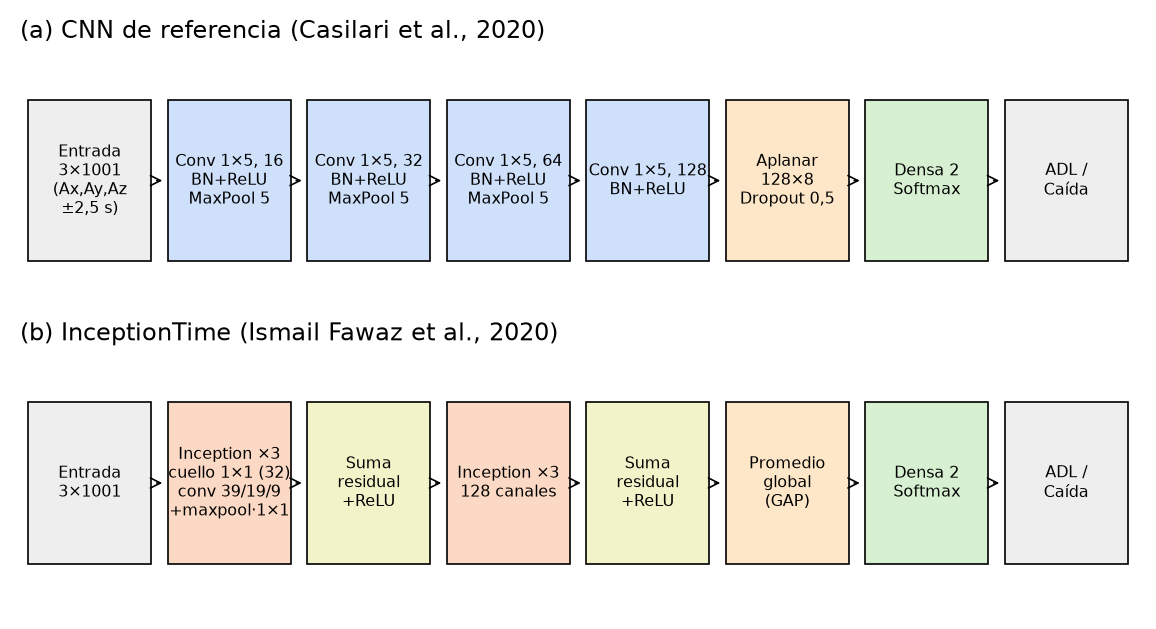 (a) CNN de referencia (Casilari et al., 2020)
Entrada
3×1001
(Ax,Ay,Az
±2,5 s)
Conv 1×5, 16
BN+ReLU
MaxPool 5
Conv 1×5, 32
BN+ReLU
MaxPool 5
Conv 1×5, 64
BN+ReLU
MaxPool 5
Conv 1×5, 128
BN+ReLU
Aplanar
128×8
Dropout 0,5
Densa 2
Softmax
ADL /
Caída
(b) InceptionTime (Ismail Fawaz et al., 2020)
Entrada
3×1001
Inception ×3
cuello 1×1 (32)
conv 39/19/9
+maxpool·1×1
Suma
residual
+ReLU
Inception ×3
128 canales
Suma
residual
+ReLU
Promedio
global
(GAP)
Densa 2
Softmax
ADL /
Caída